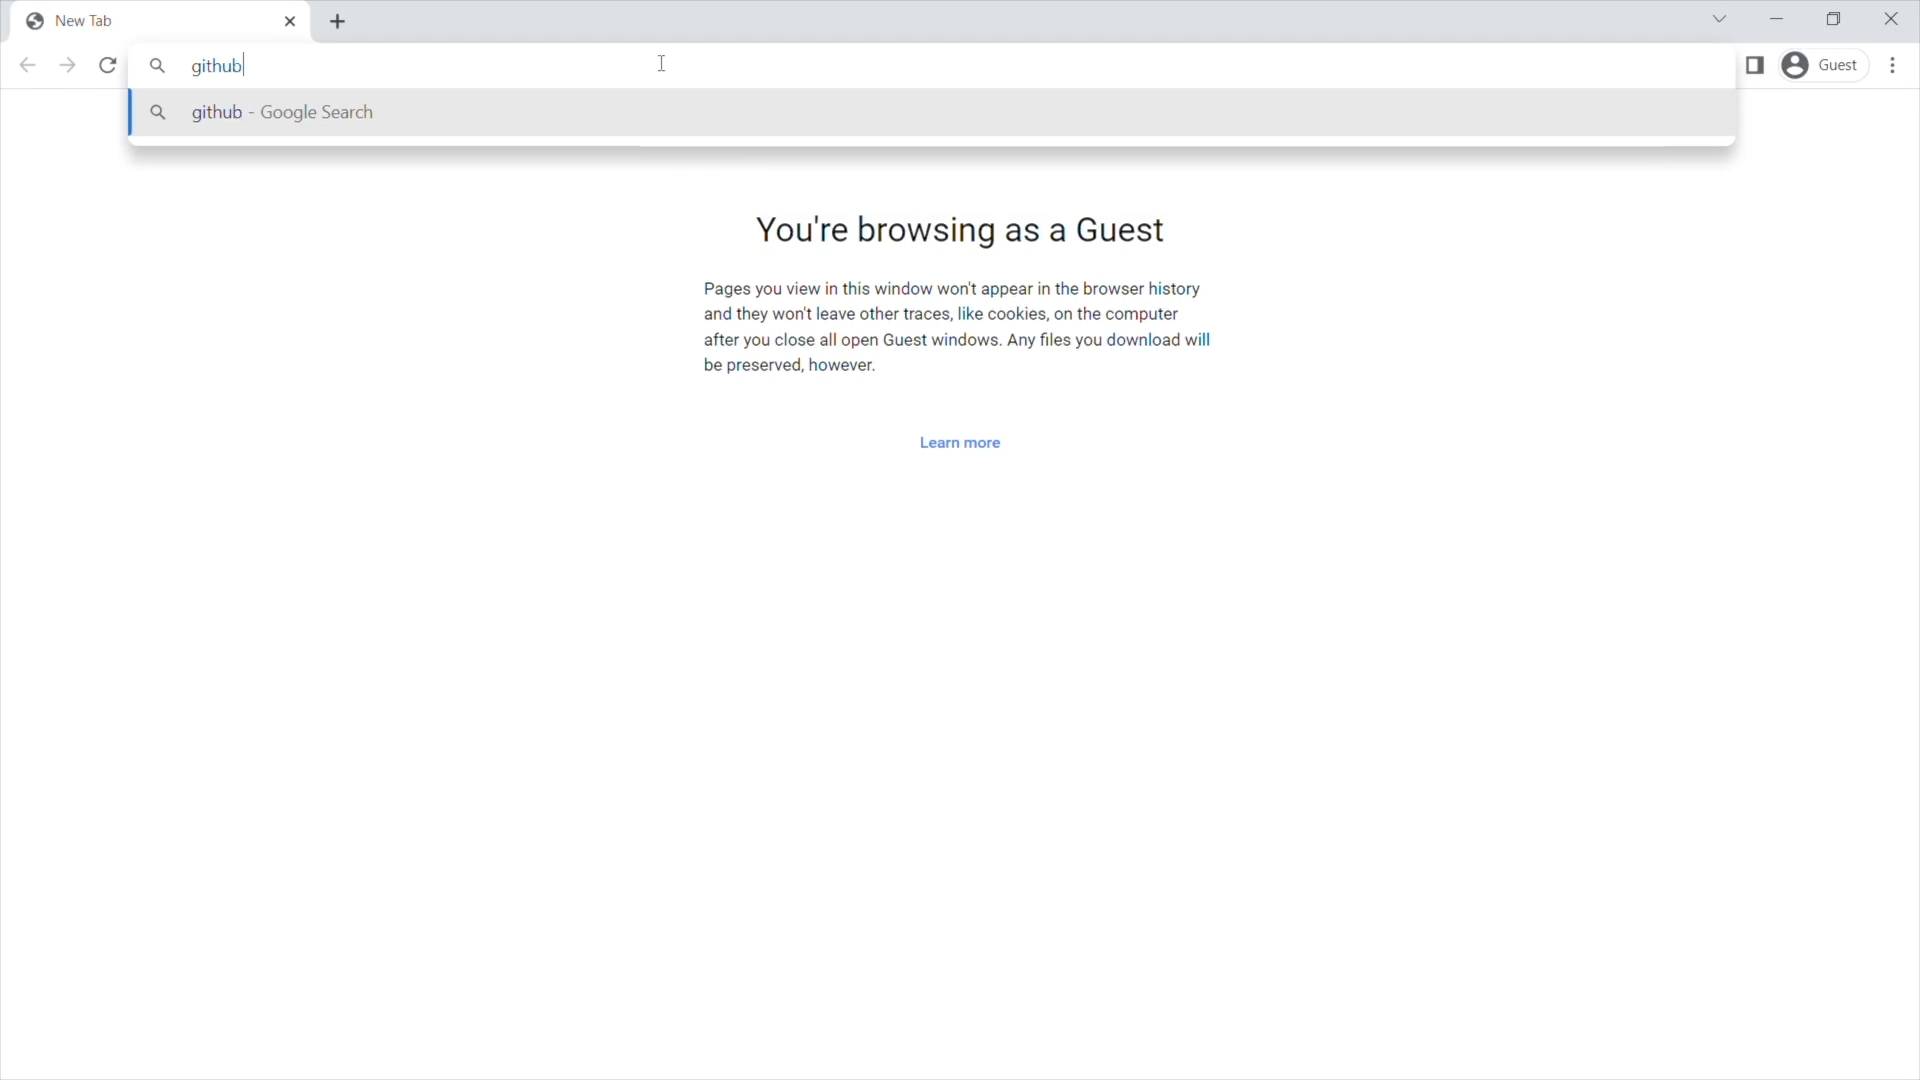 New Tab
github
Guest
github - Google Search
You're browsing as a Guest
Pages you view in this window won't appear in the browser history
and they won't leave other traces, like cookies, on the computer
after you close all open Guest windows. Any files you download will
be preserved, however.
Learn more